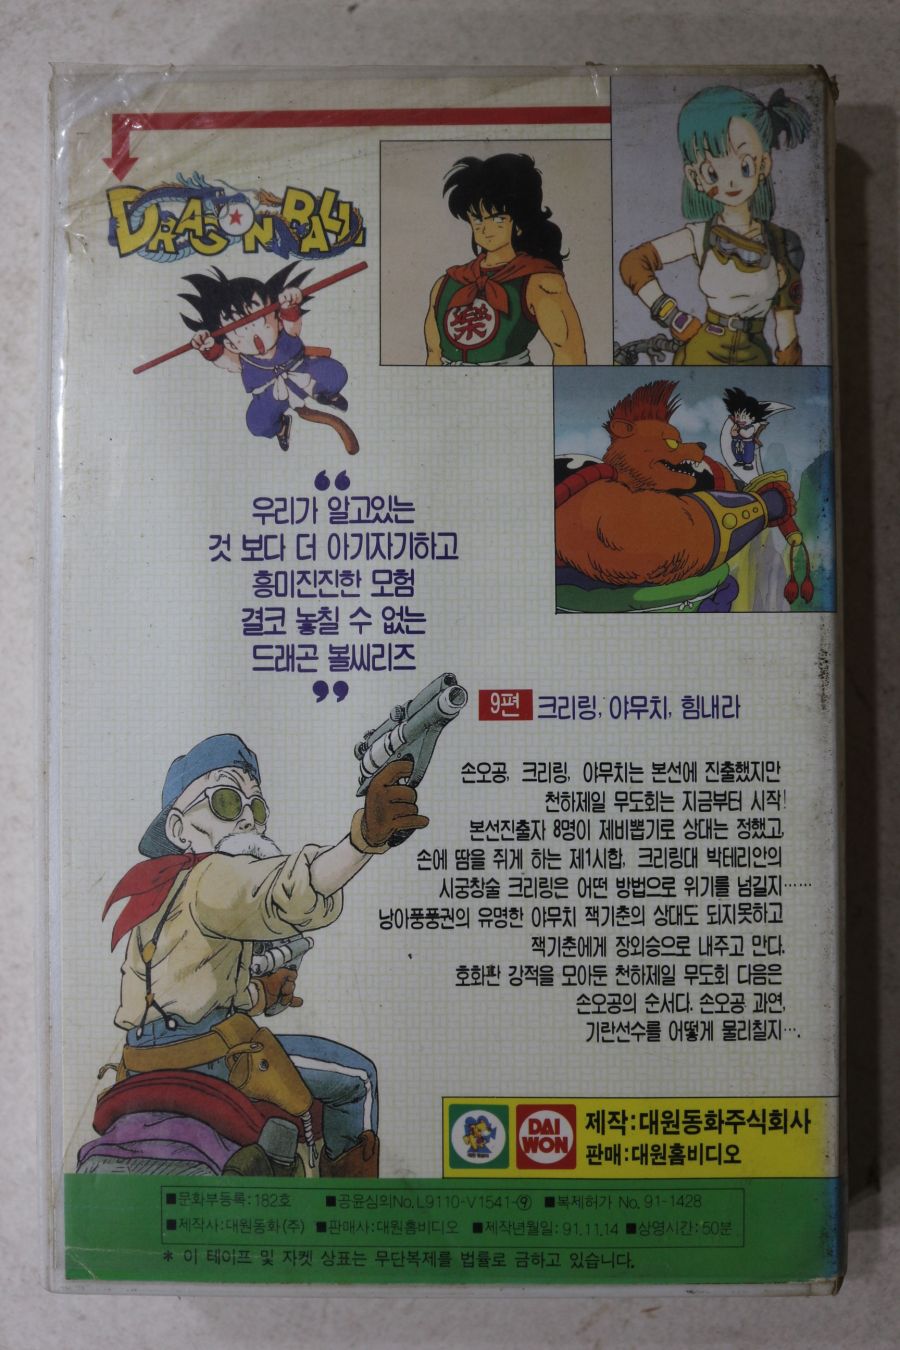 DRAGON BALL
樂
“
우리가 알고있는
것 보다 더 아기자기하고
흥미진진한 모험
결코 놓칠 수 없는
드래곤 볼씨리즈
”
9편 크리링, 야무치, 힘내라
손오공, 크리링, 야무치는 본선에 진출했지만
천하제일 무도회는 지금부터 시작!
본선진출자 8명이 제비뽑기로 상대는 정했고,
손에 땀을 쥐게 하는 제1시합, 크리링대 박테리안의
시궁창술 크리링은 어떤 방법으로 위기를 넘길지……
낭아풍풍권의 유명한 야무치 잭기춘의 상대도 되지못하고
잭기춘에게 장외승으로 내주고 만다.
호화판 강적을 모아둔 천하제일 무도회 다음은
손오공의 순서다. 손오공 과연,
기란선수를 어떻게 물리칠지….
DAI
WON
제작:대원동화주식회사
판매:대원홈비디오
■문화부등록:182호 ■공윤심의No.L9110-V1541-⑨ ■복제허가 No. 91-1428
■제작사:대원동화(주) ■판매사:대원홈비디오 ■제작년월일:91.11.14 ■상영시간:50분
* 이 테이프 및 자켓 상표는 무단복제를 법률로 금하고 있습니다.